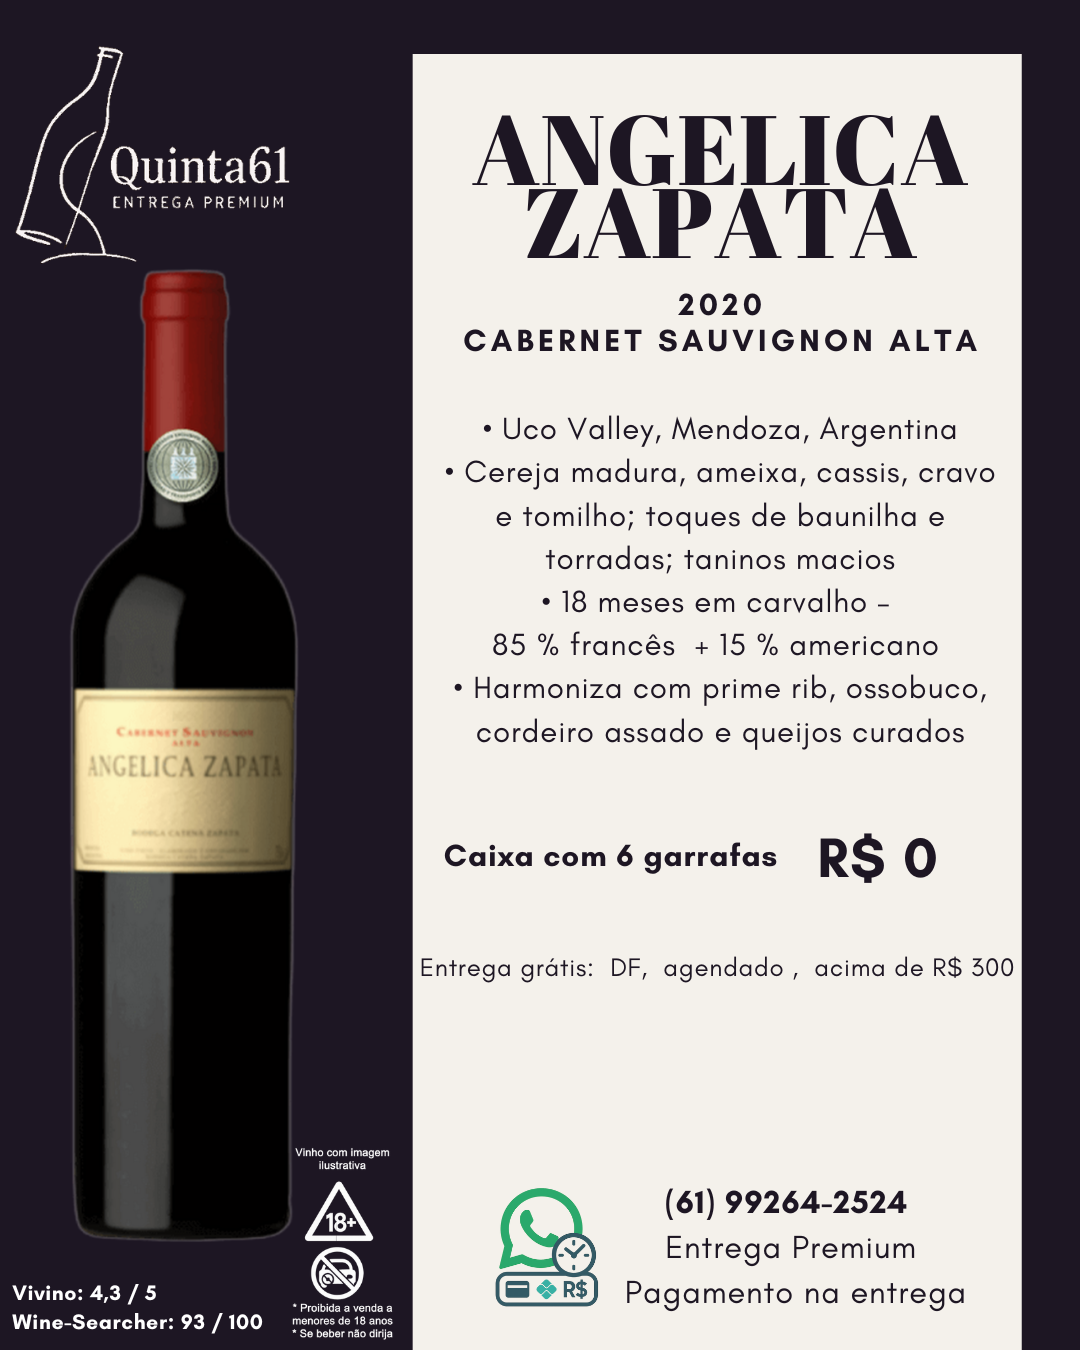 Quinta61
ENTREGA PREMIUM
ANGELICA
ZAPATA
2020
CABERNET SAUVIGNON ALTA
• Uco Valley, Mendoza, Argentina
• Cereja madura, ameixa, cassis, cravo
e tomilho; toques de baunilha e
torradas; taninos macios
• 18 meses em carvalho –
85 % francês + 15 % americano
• Harmoniza com prime rib, ossobuco,
cordeiro assado e queijos curados
Caixa com 6 garrafas R$ 0
Entrega grátis: DF, agendado , acima de R$ 300
CABERNET SAUVIGNON
ALTA
ANGELICA ZAPATA
BODEGA CATENA ZAPATA
Vinho com imagem
ilustrativa
18+
* Proibida a venda a
menores de 18 anos
* Se beber não dirija
Vivino: 4,3 / 5
Wine-Searcher: 93 / 100
R$
(61) 99264-2524
Entrega Premium
Pagamento na entrega